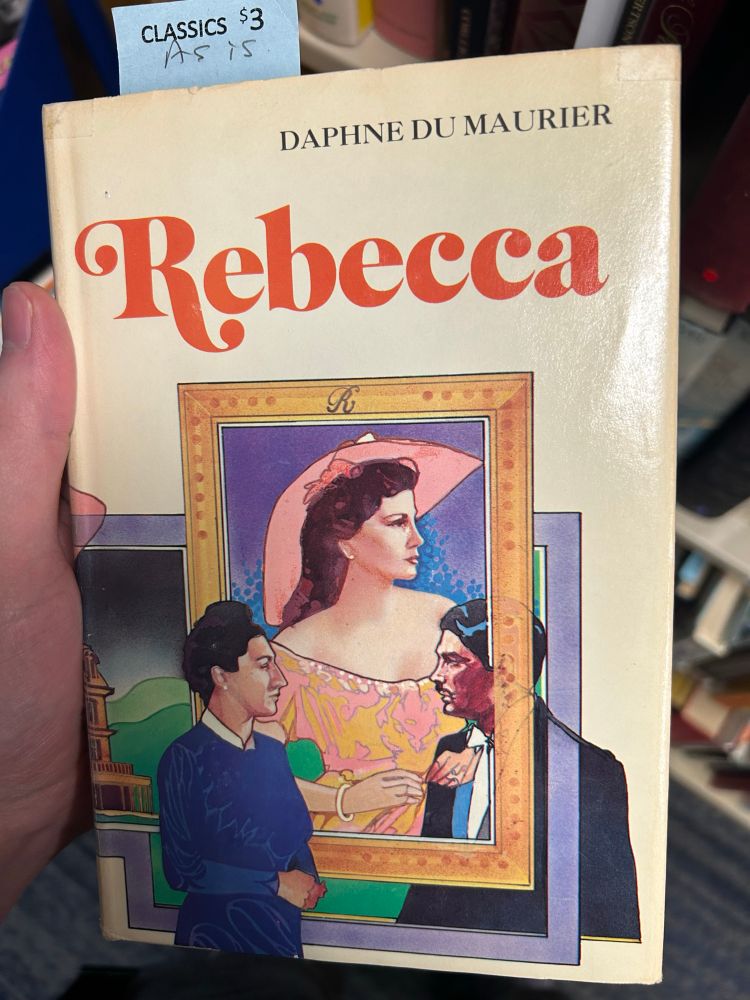 CLASSICS $3
As is
DAPHNE DU MAURIER
Rebecca
R